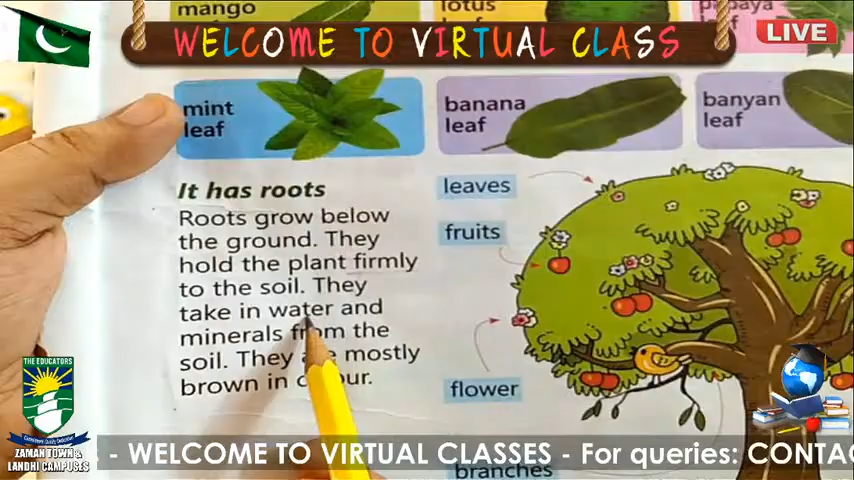 mango
lotus
papaya
leaf
leaf
WELCOME TO VIRTUAL CLASS
LIVE
mint
leaf
banana
leaf
banyan
leaf
It has roots
Roots grow below
the ground. They
hold the plant firmly
to the soil. They
take in water and
minerals from the
soil. They are mostly
brown in colour.
leaves
fruits
flower
branches
THE EDUCATORS
ZAMAN TOWN &
LANDHI CAMPUSES
- WELCOME TO VIRTUAL CLASSES - For queries: CONTAC